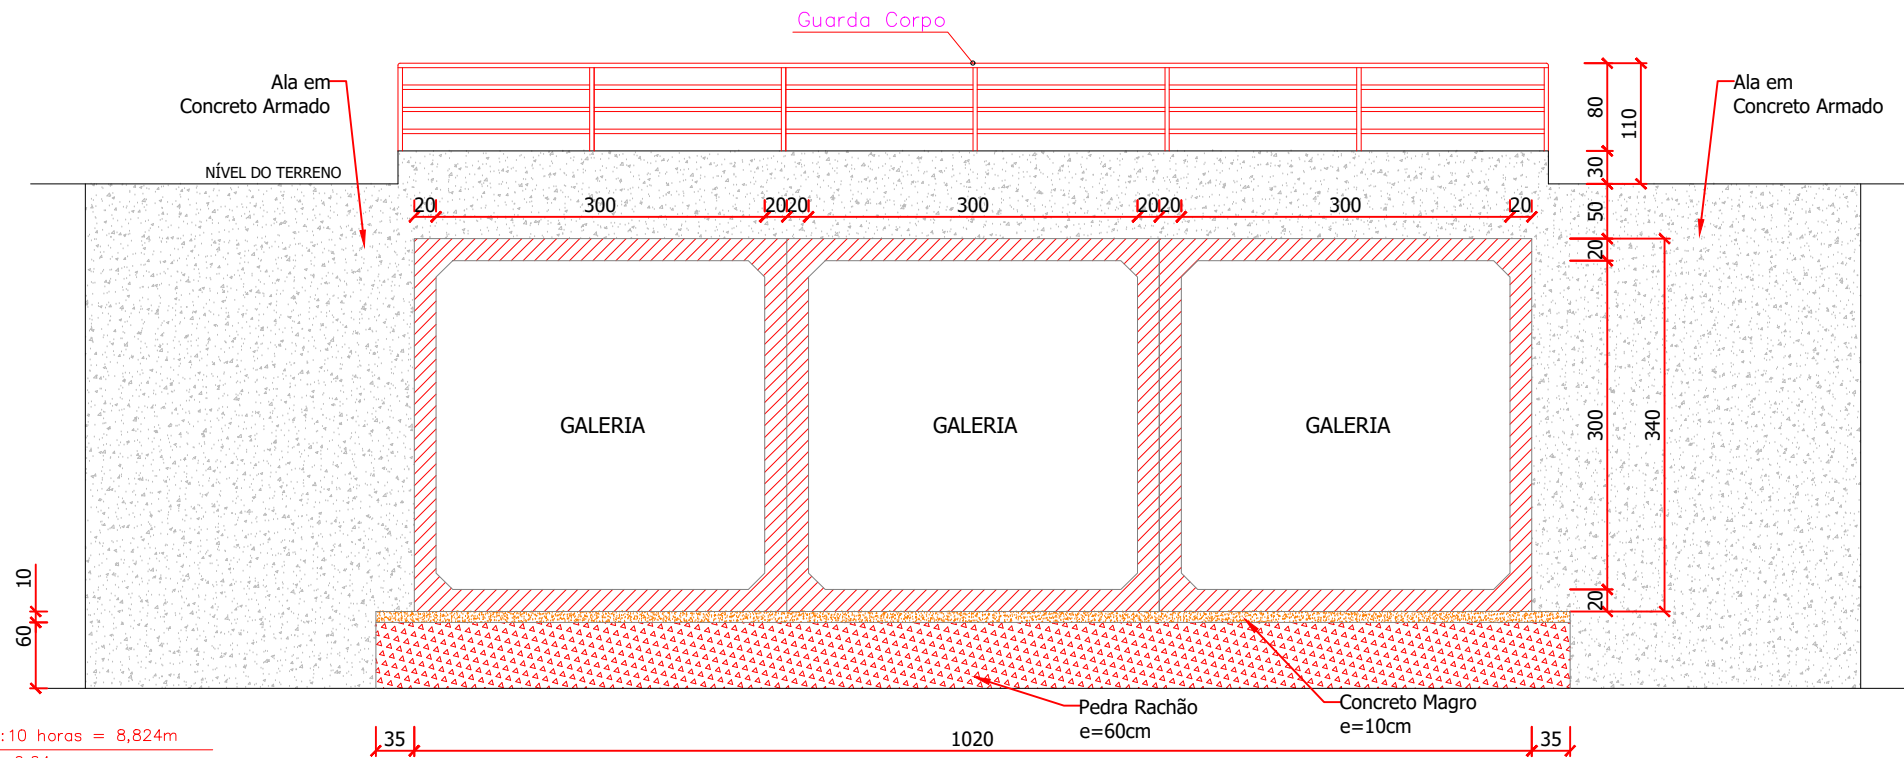 Guarda Corpo
Ala em
Concreto Armado
Ala em
Concreto Armado
80
110
30
NÍVEL DO TERRENO
50
20
300
20
20
300
20
20
300
20
20
GALERIA
GALERIA
GALERIA
300
340
20
10
60
Pedra Rachão
e=60cm
Concreto Magro
e=10cm
:10 horas = 8,824m
35
1020
35